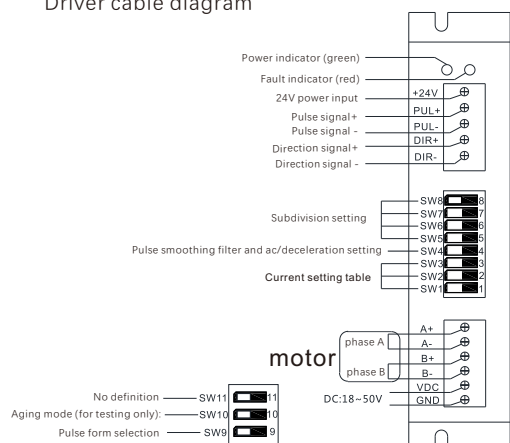 Driver cable diagram
Power indicator (green)
Fault indicator (red)
24V power input
Pulse signal+
Pulse signal -
Direction signal+
Direction signal -
+24V
PUL+
PUL-
DIR+
DIR-
Subdivision setting
Pulse smoothing filter and ac/deceleration setting
Current setting table
SW8 8
SW7 7
SW6 6
SW5 5
SW4 4
SW3 3
SW2 2
SW1 1
motor
phase A
phase B
DC:18~50V
A+
A-
B+
B-
VDC
GND
No definition SW11 11
Aging mode (for testing only): SW10 10
Pulse form selection SW9 9